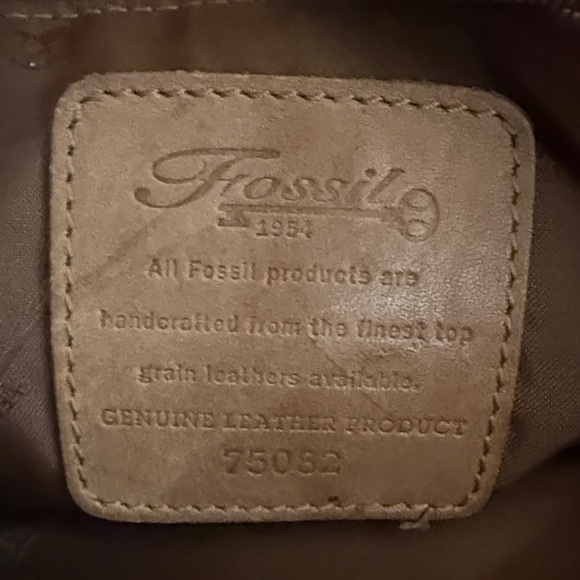 Fossil
1954
All Fossil products are
handcrafted from the finest top
grain leathers available.
GENUINE LEATHER PRODUCT
75082